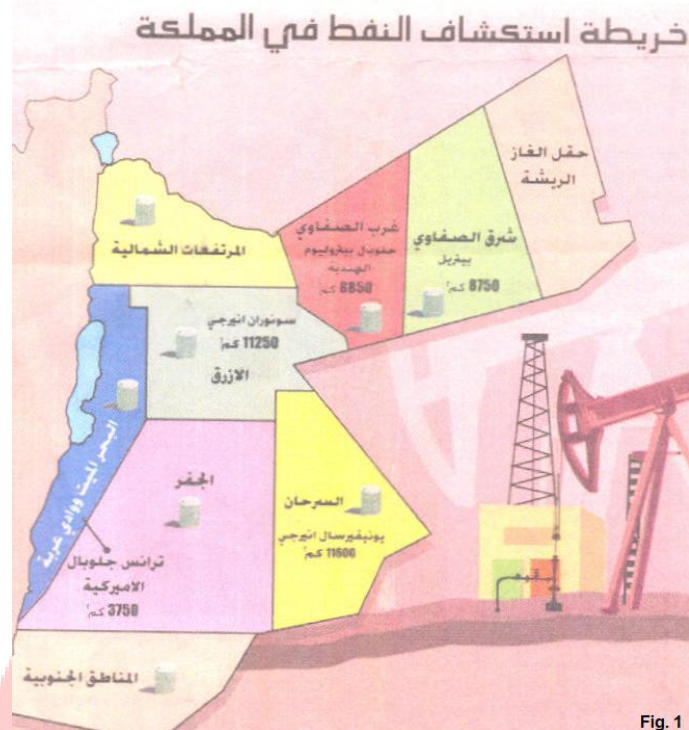 خريطة استكشاف النفط في المملكة
حقل الغاز
الريشة
شرق الصفاوي
بيتريل
8750 كم²
غرب الصفاوي
جلوبال بيتروليوم
الهندية
6850 كم²
المرتفعات الشمالية
سونوران انيرجي
11250 كم²
الازرق
البحر الميت ووادي عربة
الجفر
السرحان
يونيفيرسال انيرجي
11600 كم²
ترانس جلوبال
الاميركية
3750 كم²
المناطق الجنوبية
Fig. 1